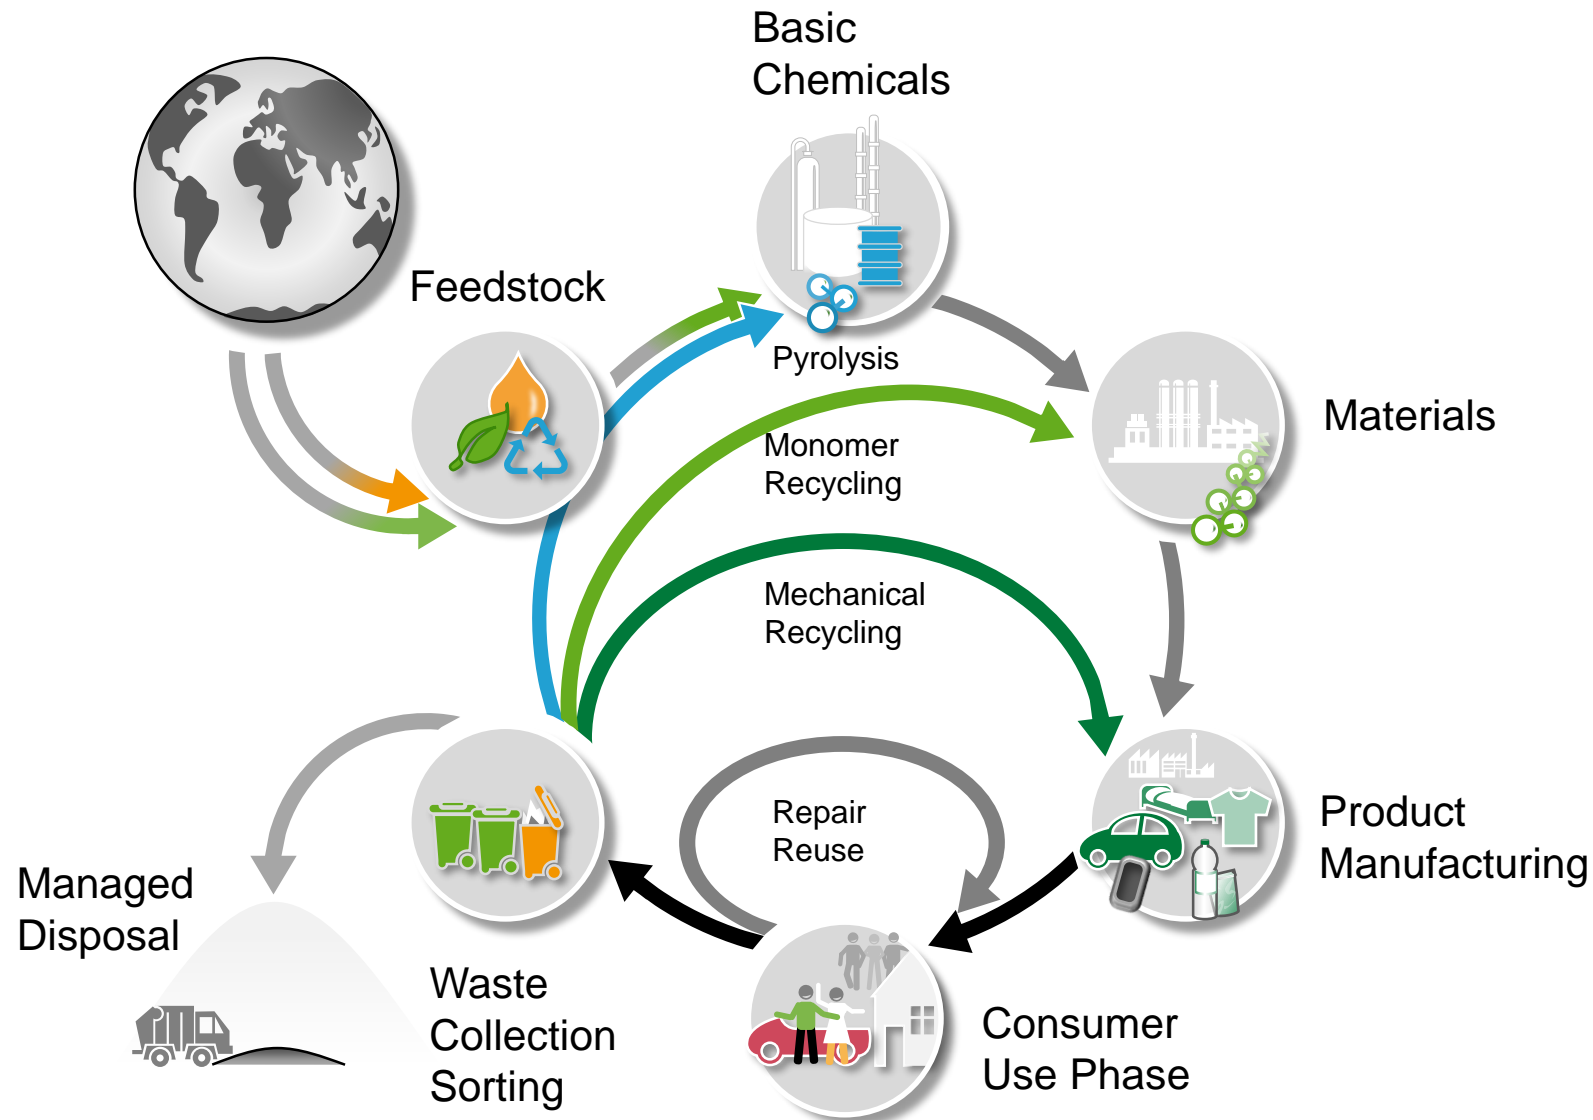 Basic
Chemicals
Feedstock
Pyrolysis
Materials
Monomer
Recycling
Mechanical
Recycling
Repair
Reuse
Product
Manufacturing
Managed
Disposal
Waste
Collection
Sorting
Consumer
Use Phase